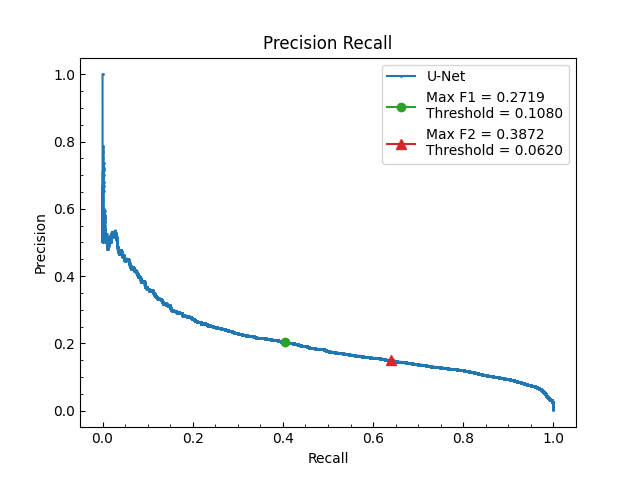 Precision Recall
1.0
0.8
0.6
0.4
0.2
0.0
Precision
0.0 0.2 0.4 0.6 0.8 1.0
Recall
U-Net
Max F1 = 0.2719
Threshold = 0.1080
Max F2 = 0.3872
Threshold = 0.0620